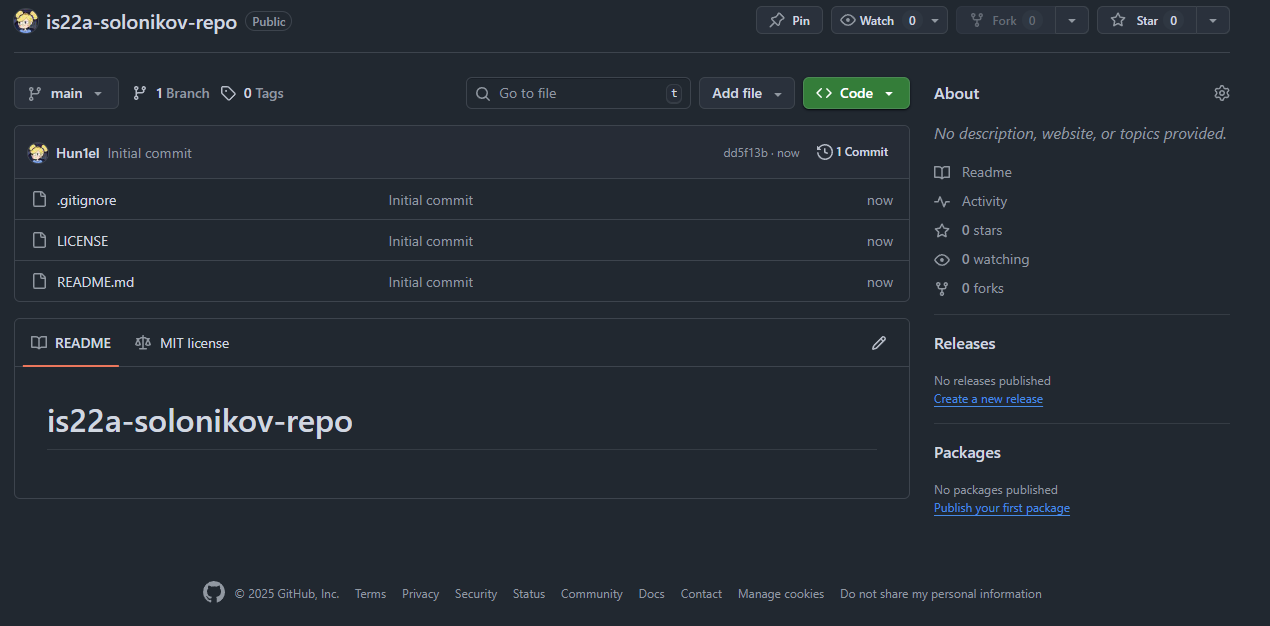 is22a-solonikov-repo Public Pin Watch 0 Fork 0 Star 0
main 1 Branch 0 Tags Go to file t Add file Code
Hun1el Initial commit dd5f13b · now 1 Commit
.gitignore Initial commit now
LICENSE Initial commit now
README.md Initial commit now
README MIT license
is22a-solonikov-repo
About
No description, website, or topics provided.
Readme
Activity
0 stars
0 watching
0 forks
Releases
No releases published
Create a new release
Packages
No packages published
Publish your first package
© 2025 GitHub, Inc. Terms Privacy Security Status Community Docs Contact Manage cookies Do not share my personal information